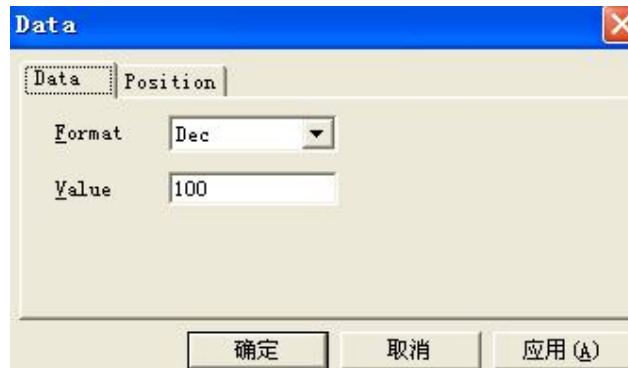 Data
Data Position
Format Dec
Value 100
确定 取消 应用(A)